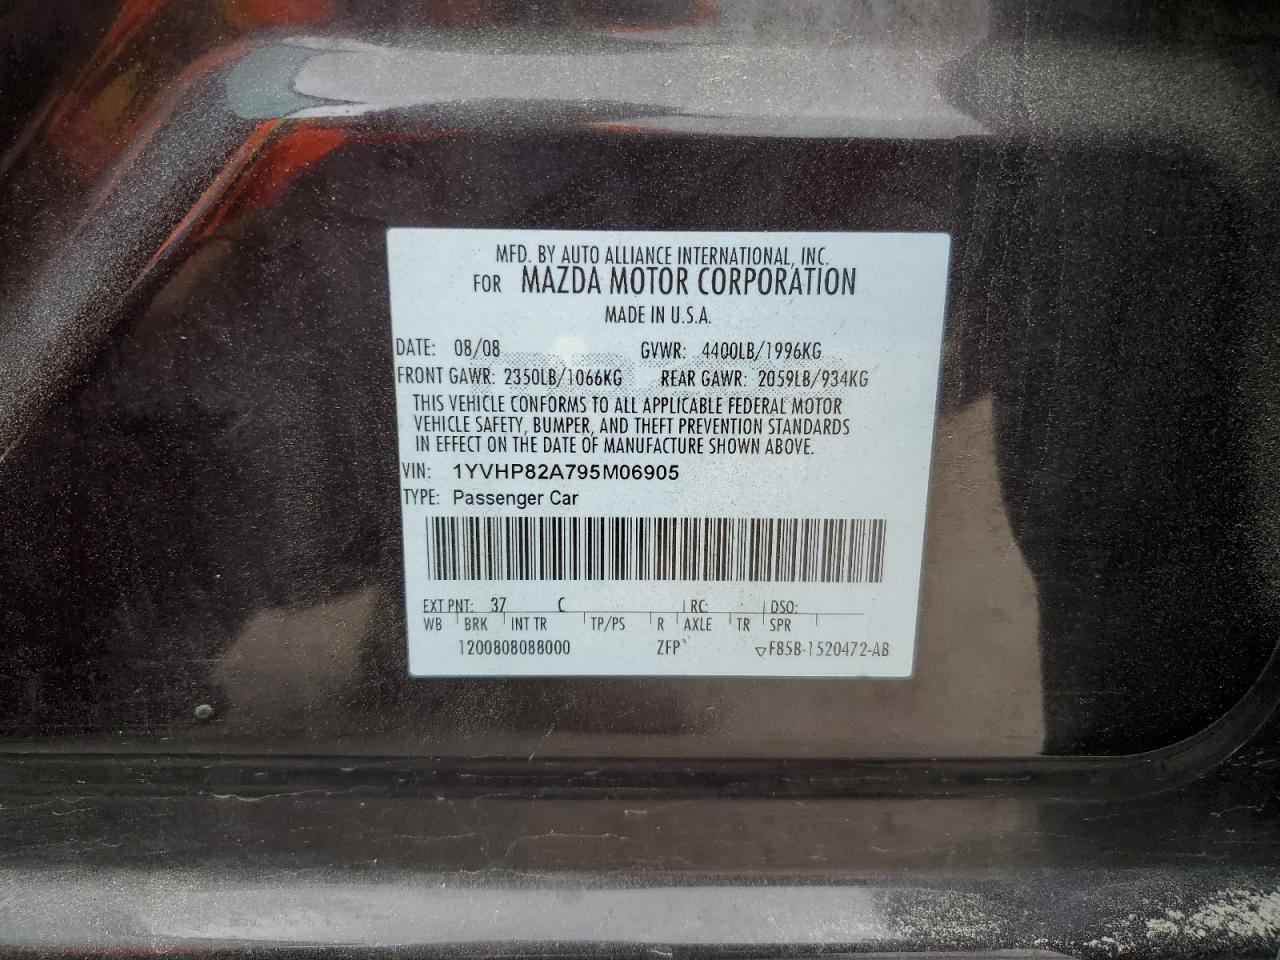 MFD. BY AUTO ALLIANCE INTERNATIONAL, INC.
FOR MAZDA MOTOR CORPORATION
MADE IN U.S.A.
DATE: 08/08 GVWR: 4400LB/1996KG
FRONT GAWR: 2350LB/1066KG REAR GAWR: 2059LB/934KG
THIS VEHICLE CONFORMS TO ALL APPLICABLE FEDERAL MOTOR
VEHICLE SAFETY, BUMPER, AND THEFT PREVENTION STANDARDS
IN EFFECT ON THE DATE OF MANUFACTURE SHOWN ABOVE.
VIN: 1YVHP82A795M06905
TYPE: Passenger Car
EXT PNT: 37 C RC: DSO:
WB BRK INT TR TP/PS R AXLE TR SPR
1200808088000 ZFP ▽F85B-1520472-AB